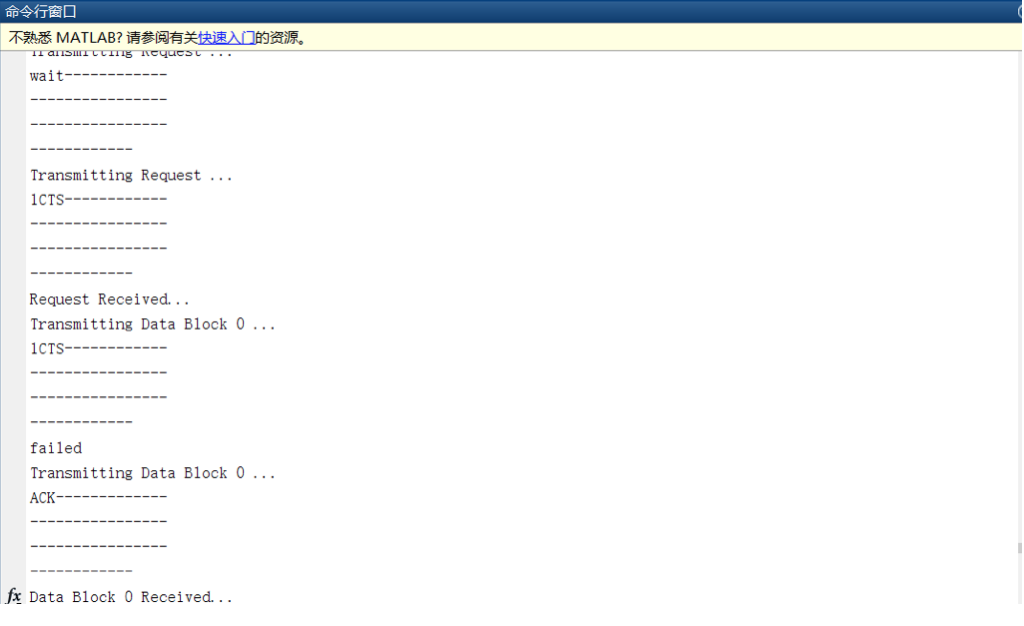 命令行窗口
不熟悉 MATLAB? 请参阅有关快速入门的资源。
Transmitting Request ...
wait------------
----------------
----------------
------------
Transmitting Request ...
1CTS------------
----------------
----------------
------------
Request Received...
Transmitting Data Block 0 ...
1CTS------------
----------------
----------------
------------
failed
Transmitting Data Block 0 ...
ACK-------------
----------------
----------------
------------
fx Data Block 0 Received...